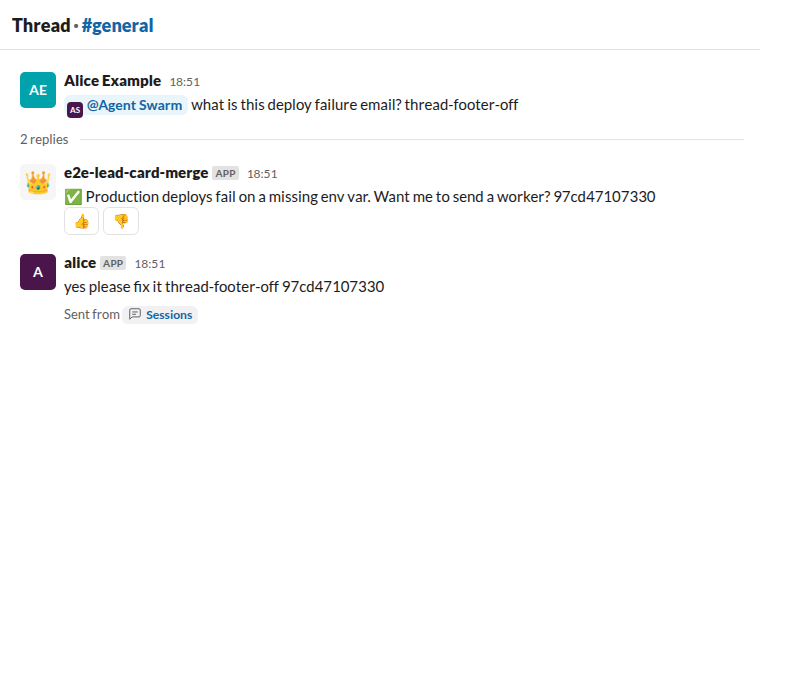 Thread • #general
AE
Alice Example 18:51
AS @Agent Swarm what is this deploy failure email? thread-footer-off
2 replies
e2e-lead-card-merge APP 18:51
✅ Production deploys fail on a missing env var. Want me to send a worker? 97cd47107330
👍 👎
A
alice APP 18:51
yes please fix it thread-footer-off 97cd47107330
Sent from Sessions